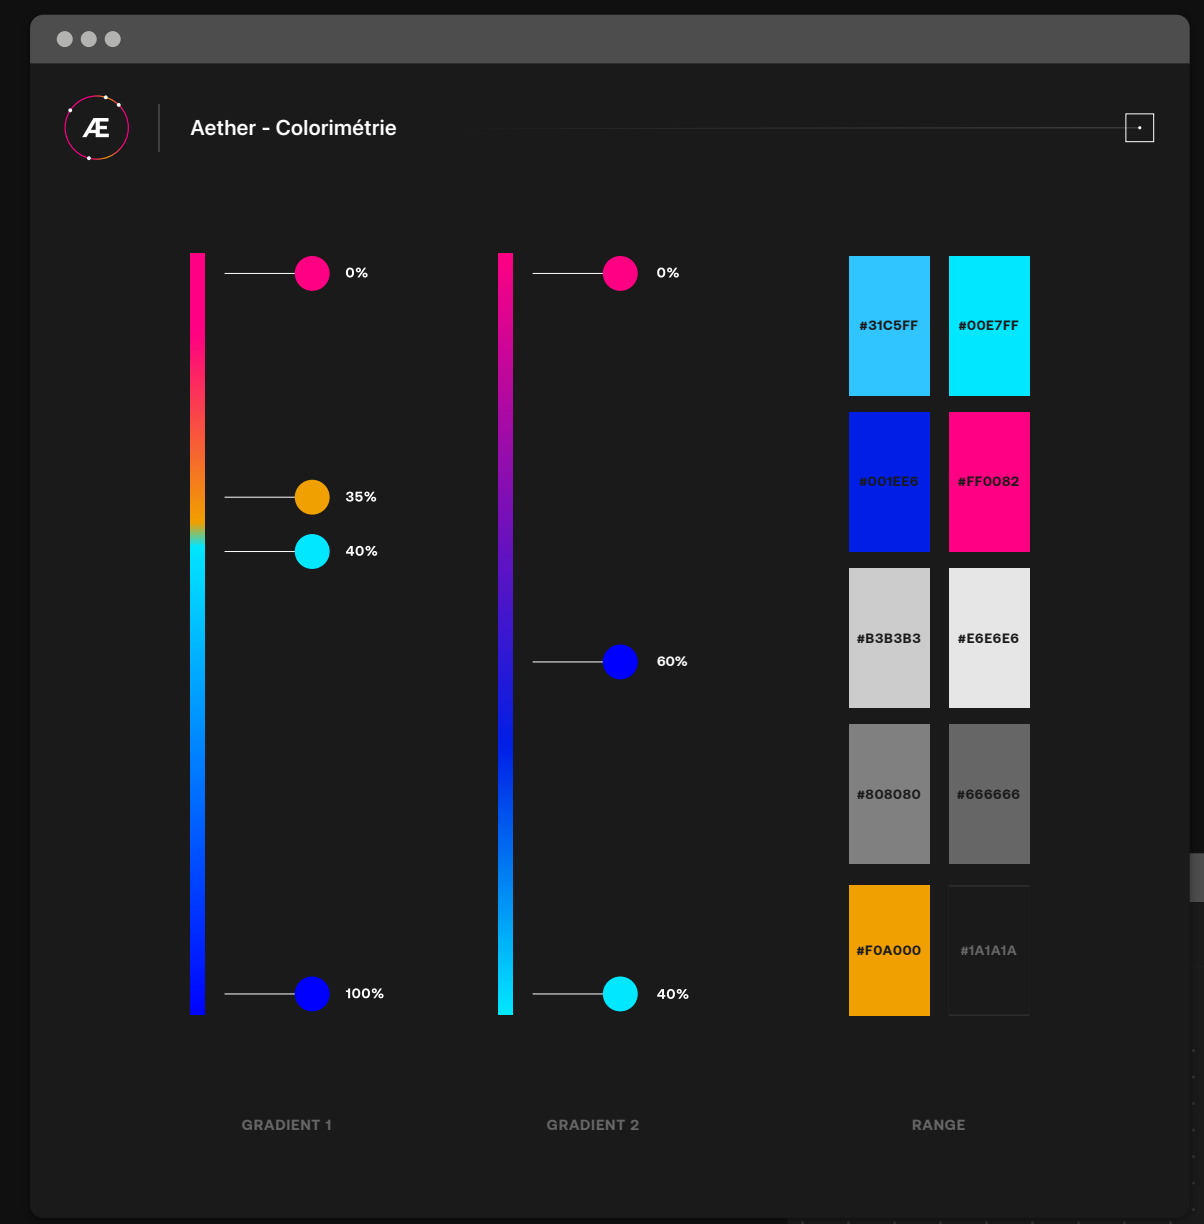 Æ
Aether - Colorimétrie
0%
35%
40%
100%
GRADIENT 1
0%
60%
40%
GRADIENT 2
#31C5FF
#00E7FF
#001EE6
#FF0082
#B3B3B3
#E6E6E6
#808080
#666666
#F0A000
#1A1A1A
RANGE